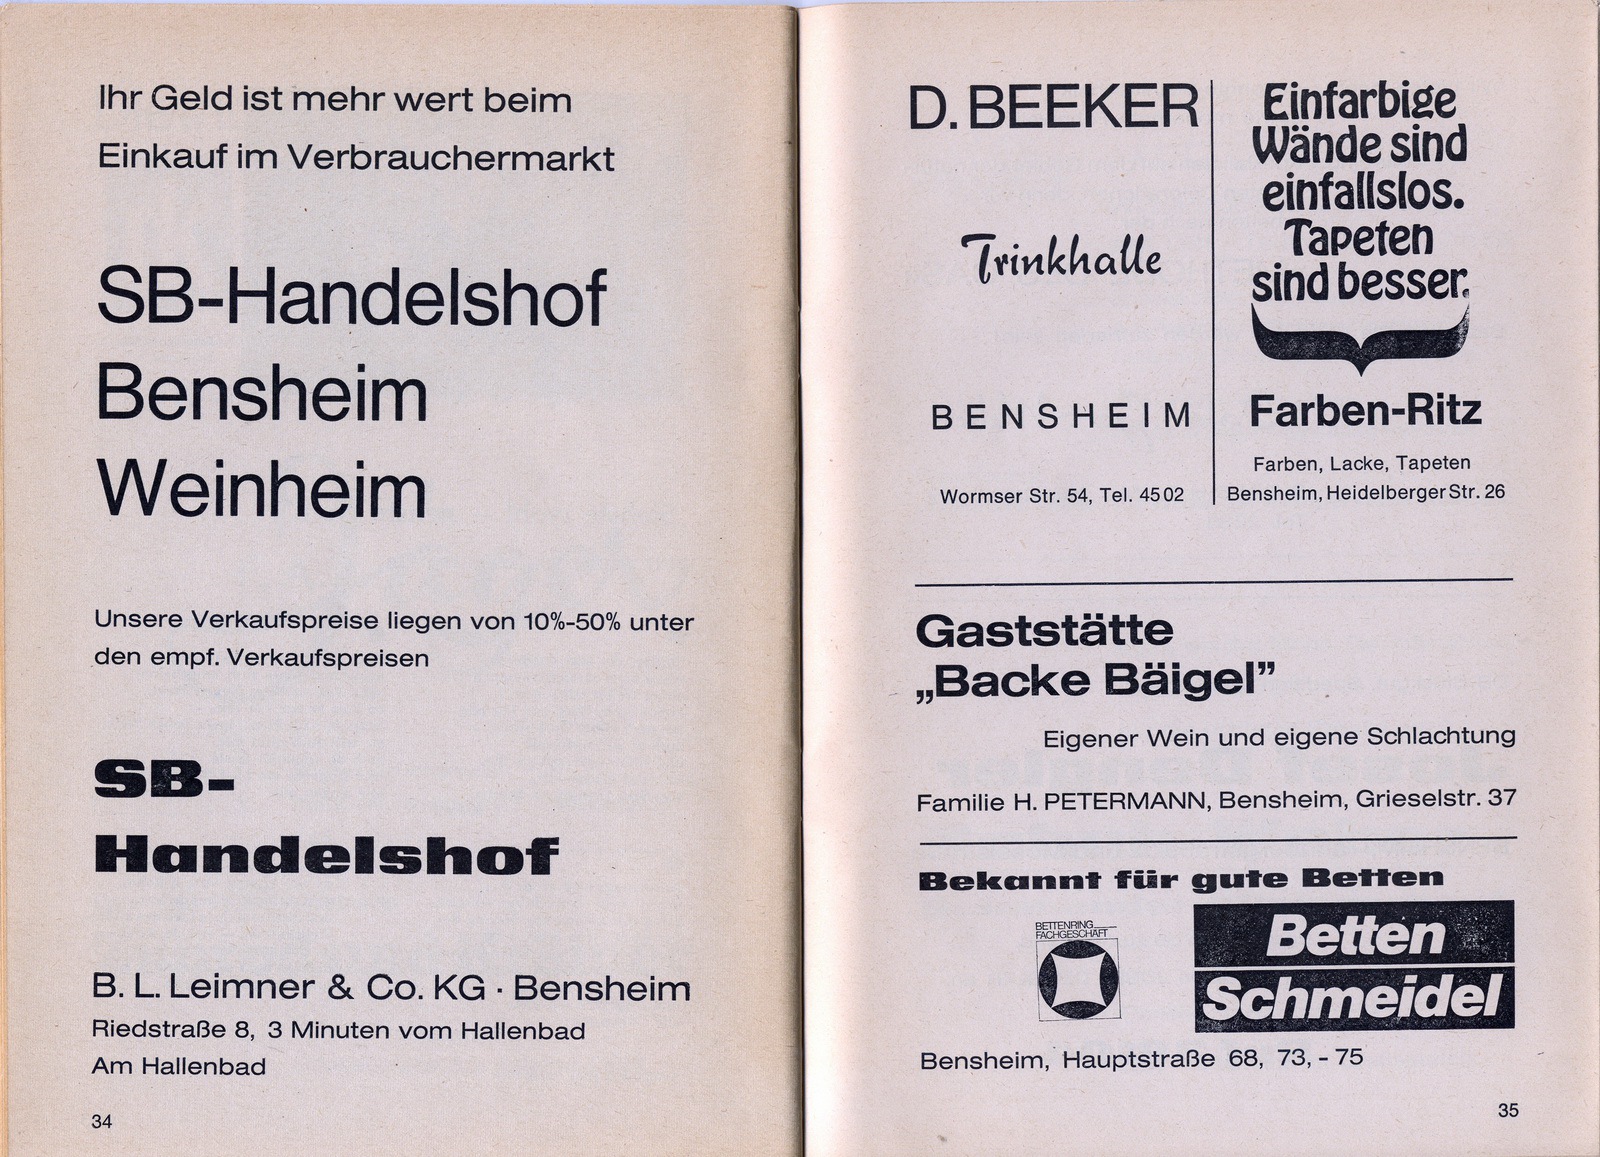 Ihr Geld ist mehr wert beim
Einkauf im Verbrauchermarkt
SB-Handelshof
Bensheim
Weinheim
Unsere Verkaufspreise liegen von 10%-50% unter
den empf. Verkaufspreisen
SB-
Handelshof
B. L. Leimner & Co. KG · Bensheim
Riedstraße 8, 3 Minuten vom Hallenbad
Am Hallenbad
34
D. BEEKER
Trinkhalle
BENSHEIM
Wormser Str. 54, Tel. 45 02
Einfarbige
Wände sind
einfallslos.
Tapeten
sind besser.
Farben-Ritz
Farben, Lacke, Tapeten
Bensheim, Heidelberger Str. 26
Gaststätte
„Backe Bäigel”
Eigener Wein und eigene Schlachtung
Familie H. PETERMANN, Bensheim, Grieselstr. 37
Bekannt für gute Betten
BETTENRING
FACHGESCHÄFT
Betten
Schmeidel
Bensheim, Hauptstraße 68, 73, - 75
35